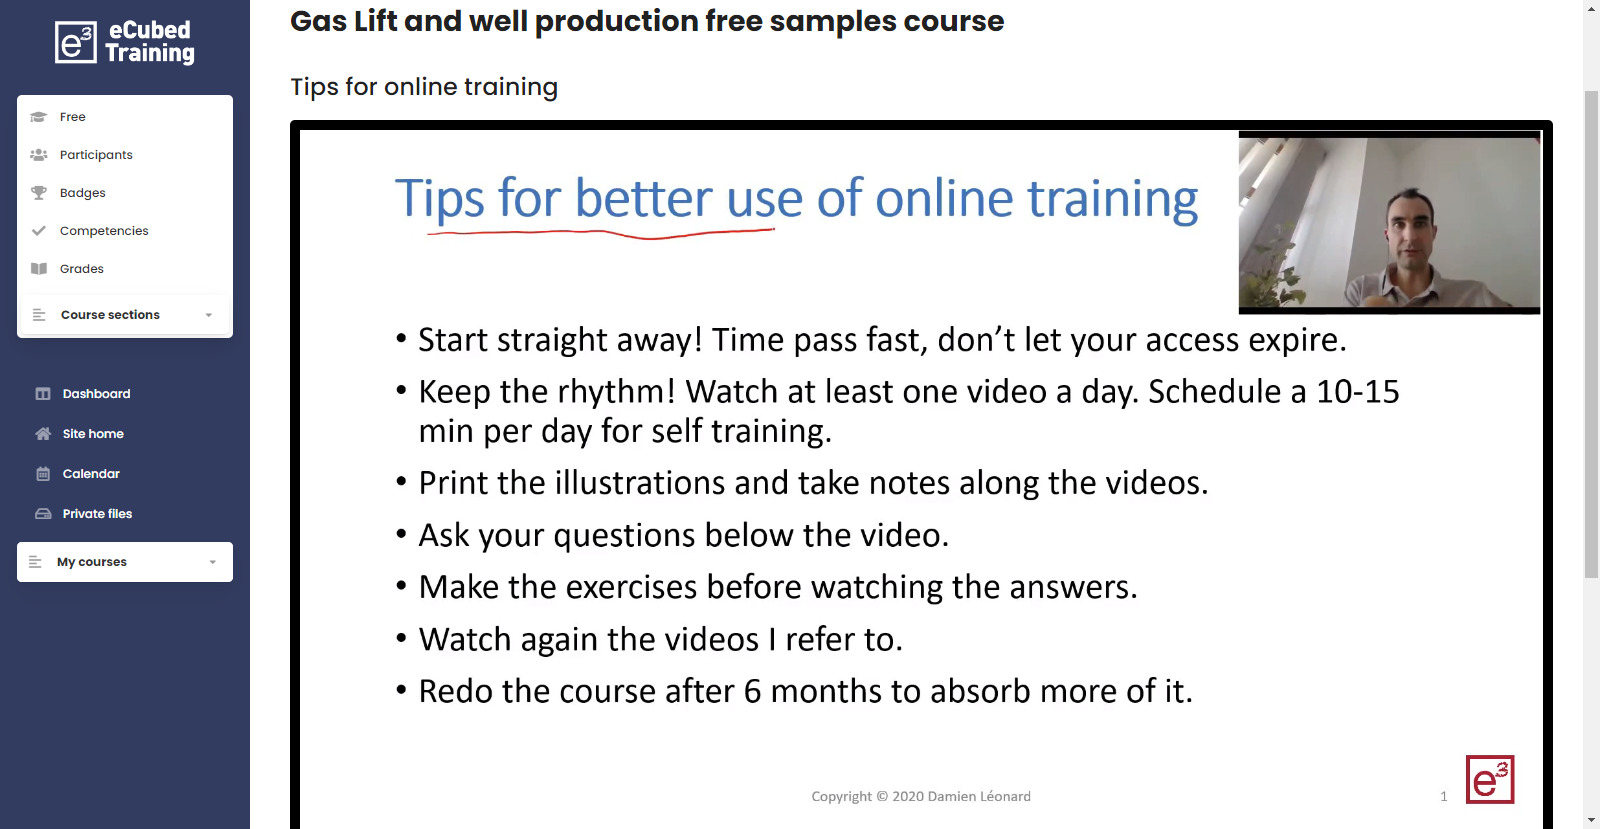 e3 eCubed
Training
Free
Participants
Badges
Competencies
Grades
Course sections
Dashboard
Site home
Calendar
Private files
My courses
Gas Lift and well production free samples course
Tips for online training
Tips for better use of online training
• Start straight away! Time pass fast, don’t let your access expire.
• Keep the rhythm! Watch at least one video a day. Schedule a 10-15
min per day for self training.
• Print the illustrations and take notes along the videos.
• Ask your questions below the video.
• Make the exercises before watching the answers.
• Watch again the videos I refer to.
• Redo the course after 6 months to absorb more of it.
Copyright © 2020 Damien Léonard
1
e3